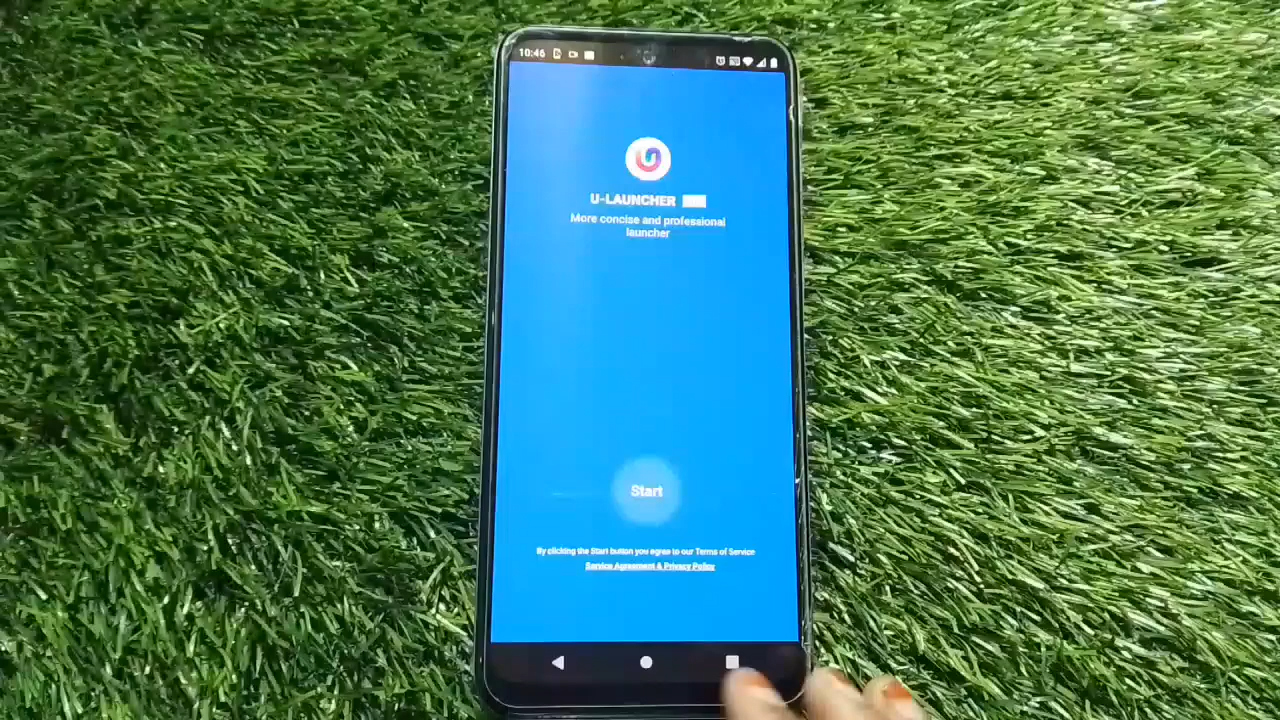 10:46
U-LAUNCHER
More concise and professional
launcher
Start
By clicking the Start button you agree to our Terms of Service
Service Agreement & Privacy Policy